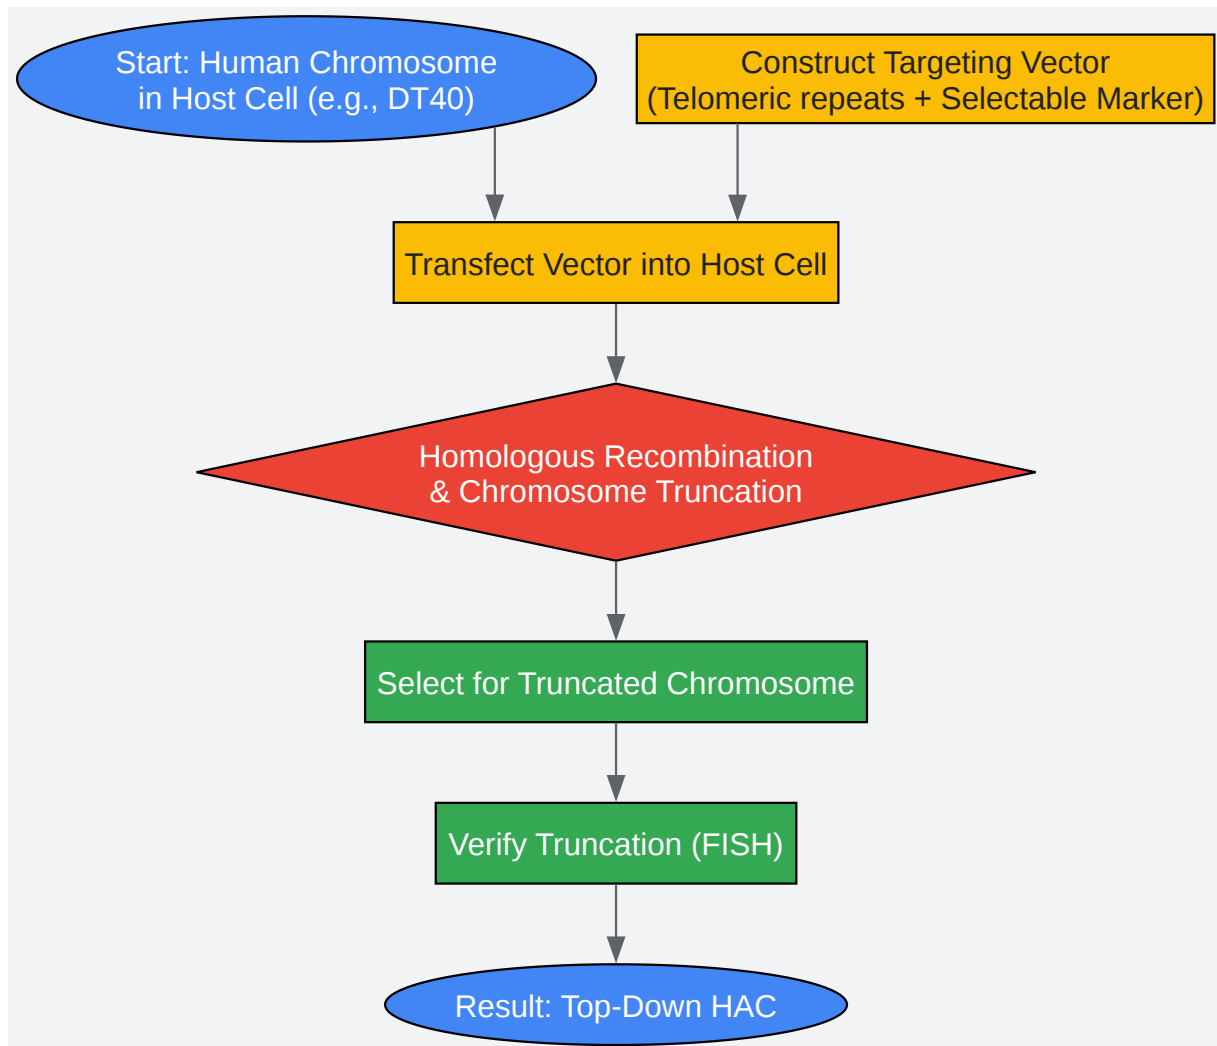 Start: Human Chromosome
in Host Cell (e.g., DT40)
Construct Targeting Vector
(Telomeric repeats + Selectable Marker)
Transfect Vector into Host Cell
Homologous Recombination
& Chromosome Truncation
Select for Truncated Chromosome
Verify Truncation (FISH)
Result: Top-Down HAC